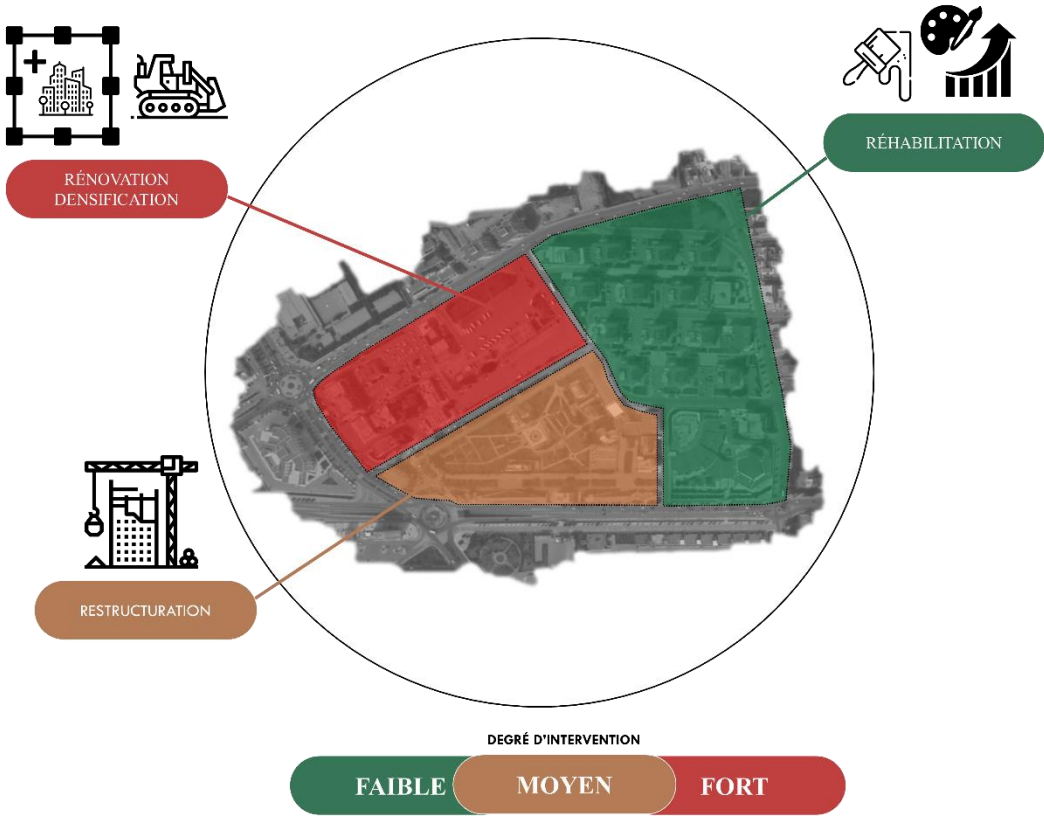 RÉHABILITATION
RÉNOVATION
DENSIFICATION
RESTRUCTURATION
DEGRÉ D'INTERVENTION
FAIBLE MOYEN FORT